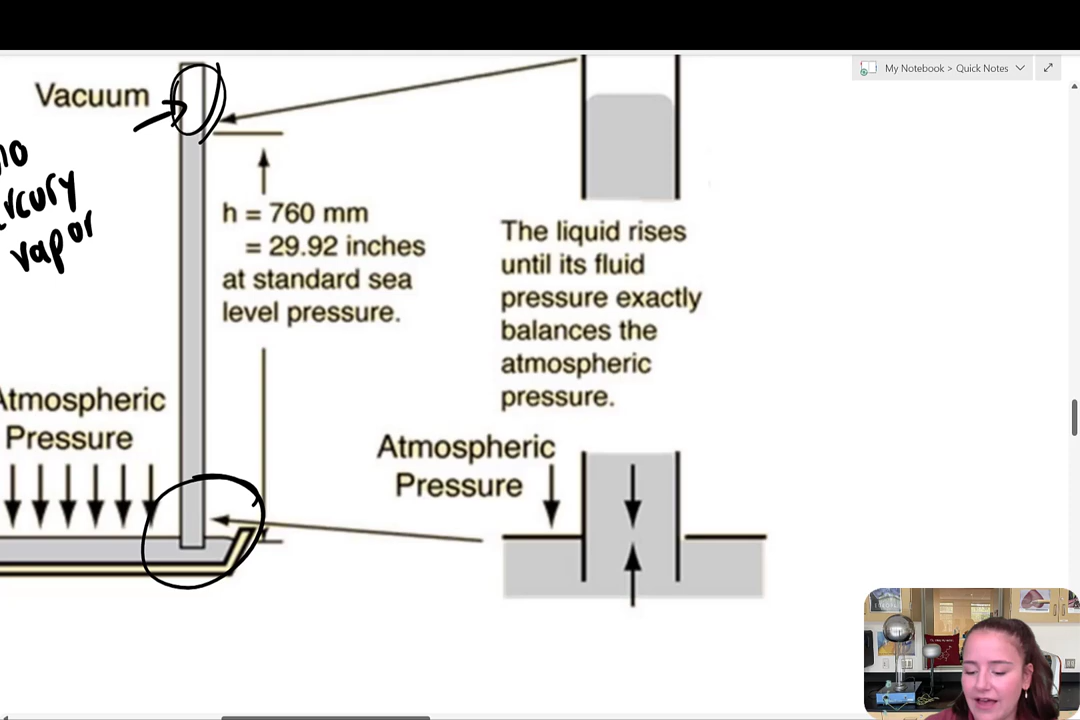 My Notebook > Quick Notes
Vacuum
vapor
h = 760 mm
= 29.92 inches
at standard sea
level pressure.
The liquid rises
until its fluid
pressure exactly
balances the
atmospheric
pressure.
Atmospheric
Pressure
Atmospheric
Pressure